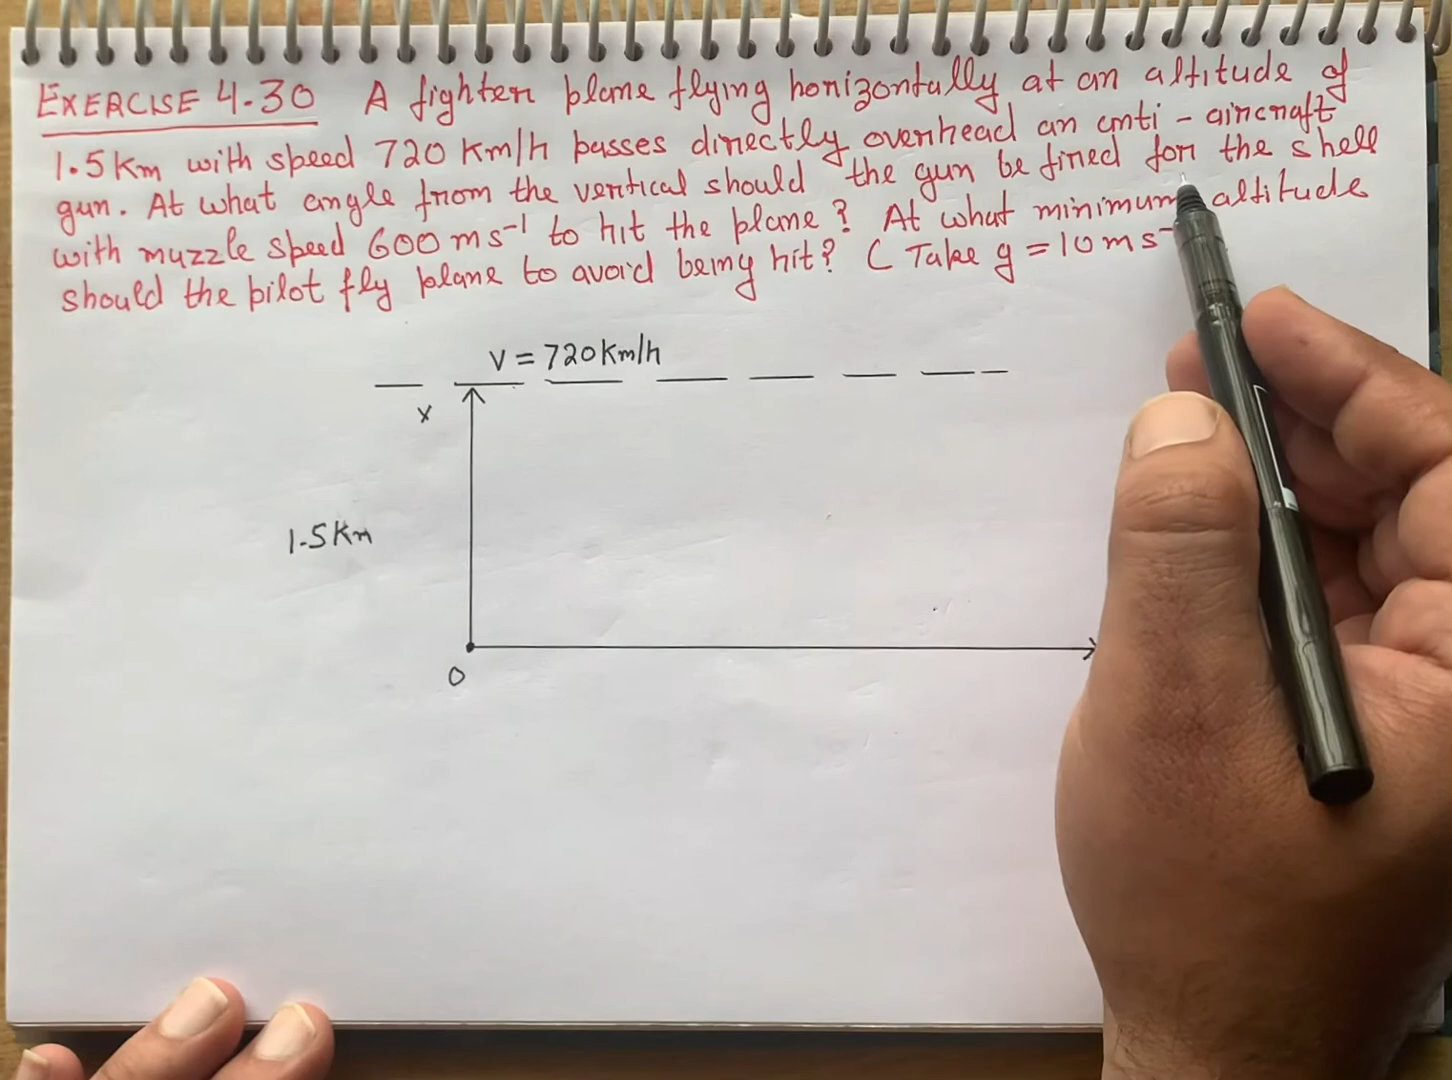 EXERCISE 4.30 A fighter plane flying horizontally at an altitude of
1.5 km with speed 720 km/h passes directly overhead an anti-aircraft
gun. At what angle from the vertical should the gun be fired for the shell
with muzzle speed 600 ms⁻¹ to hit the plane? At what minimum altitude
should the pilot fly plane to avoid being hit? ( Take g = 10 m s⁻
V = 720 km/h
x
1.5 Km
O